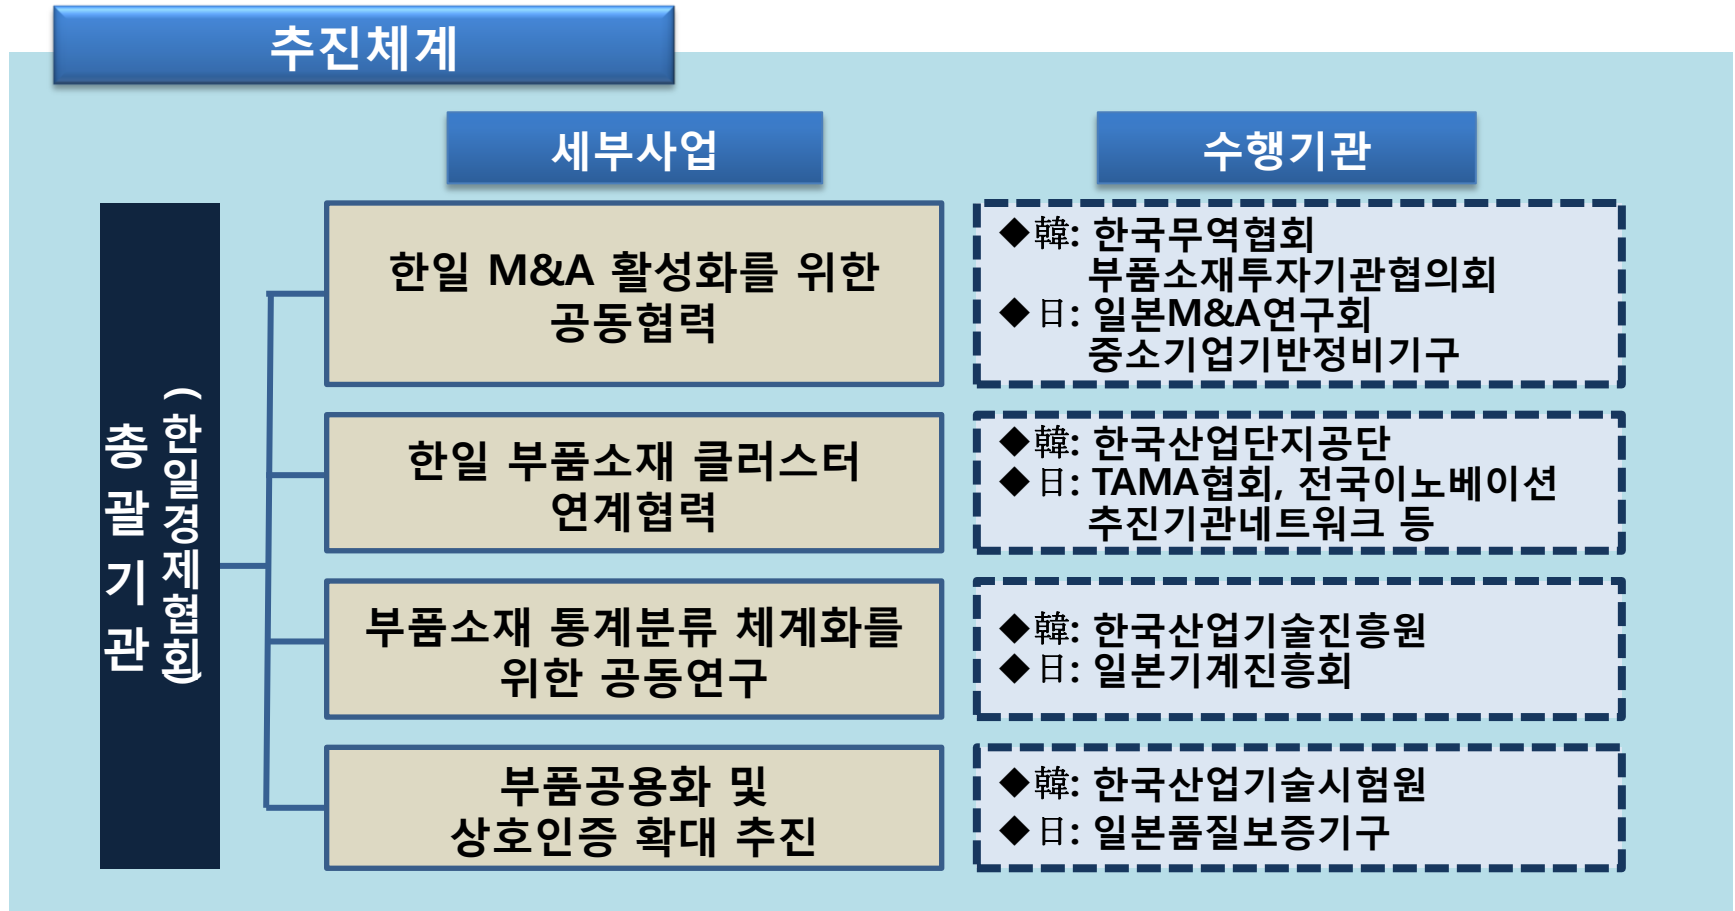 추진체계
세부사업
수행기관
총괄기관
(한일경제협회)
한일 M&A 활성화를 위한
공동협력
◆韓: 한국무역협회
부품소재투자기관협의회
◆日: 일본M&A연구회
중소기업기반정비기구
한일 부품소재 클러스터
연계협력
◆韓: 한국산업단지공단
◆日: TAMA협회, 전국이노베이션
추진기관네트워크 등
부품소재 통계분류 체계화를
위한 공동연구
◆韓: 한국산업기술진흥원
◆日: 일본기계진흥회
부품공용화 및
상호인증 확대 추진
◆韓: 한국산업기술시험원
◆日: 일본품질보증기구